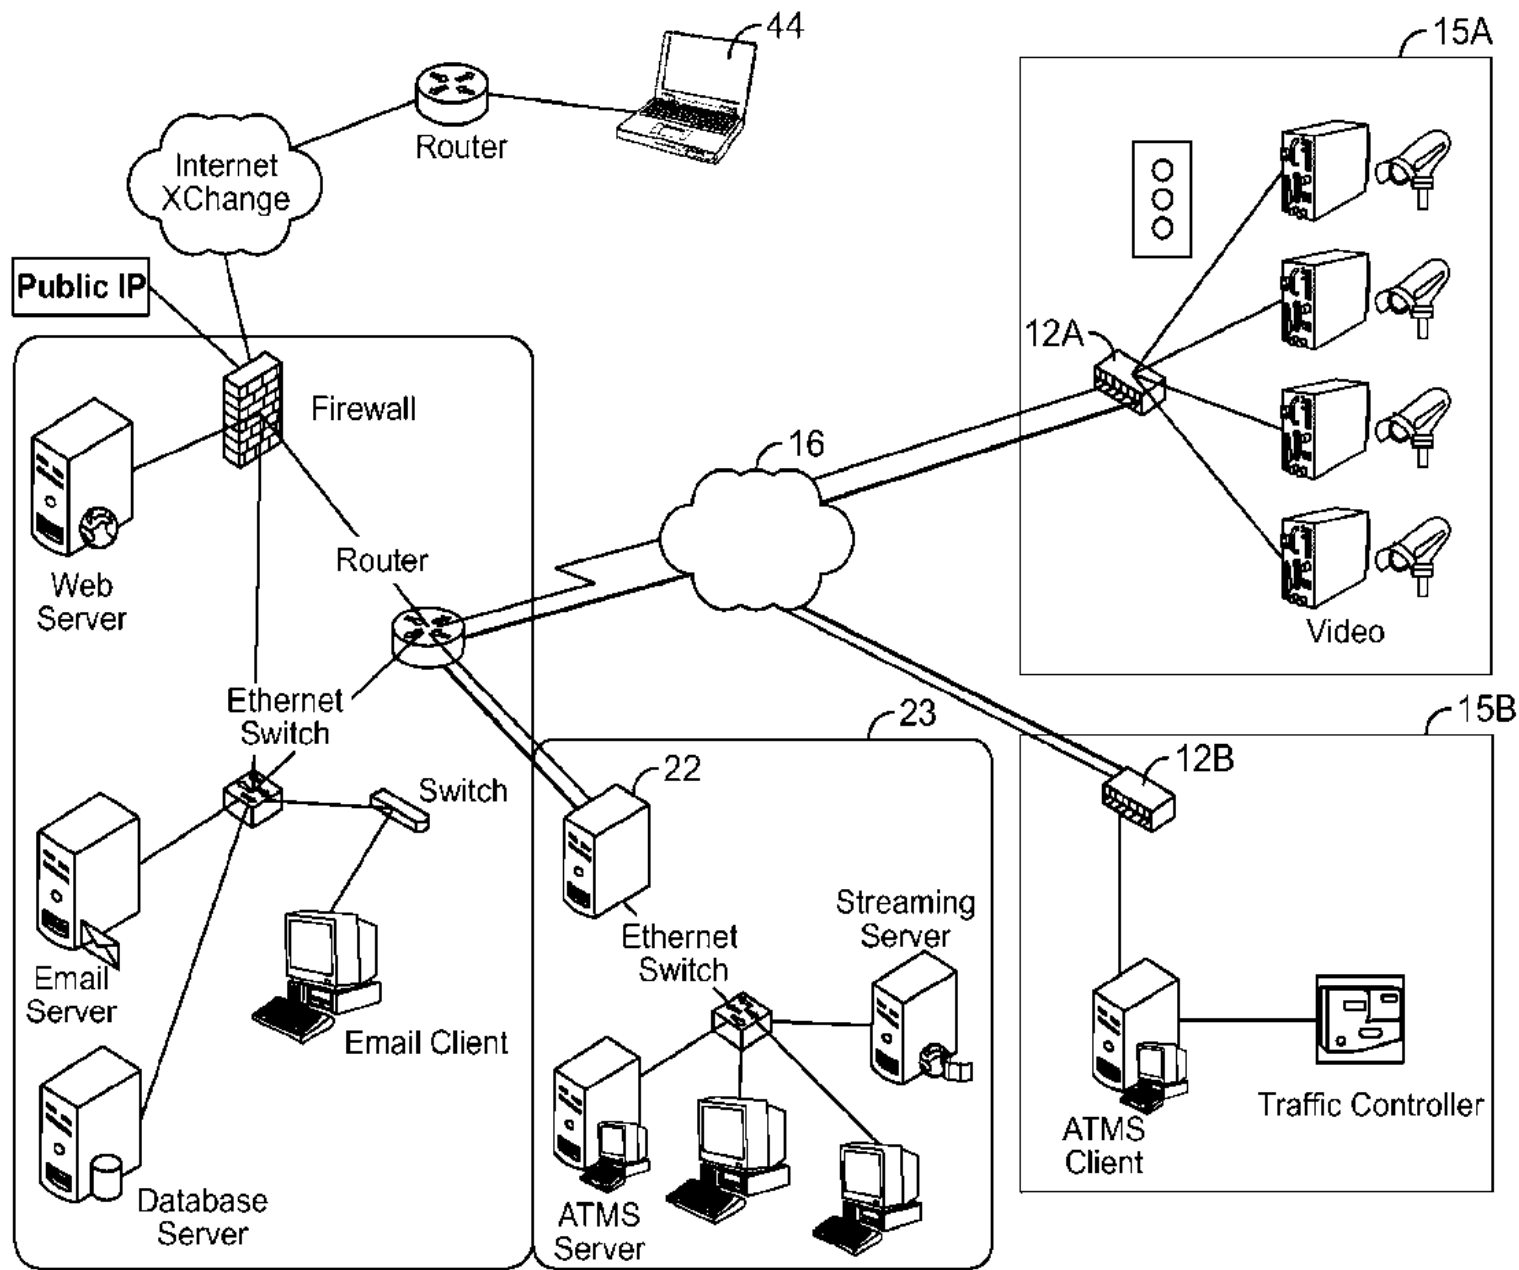 44
15A
Router
Internet
XChange
Public IP
12A
Firewall
16
Router
Web
Server
Video
Ethernet
Switch
23
15B
22
12B
Switch
Streaming
Server
Ethernet
Switch
Email
Server
Email Client
Traffic Controller
ATMS
Client
Database
Server
ATMS
Server